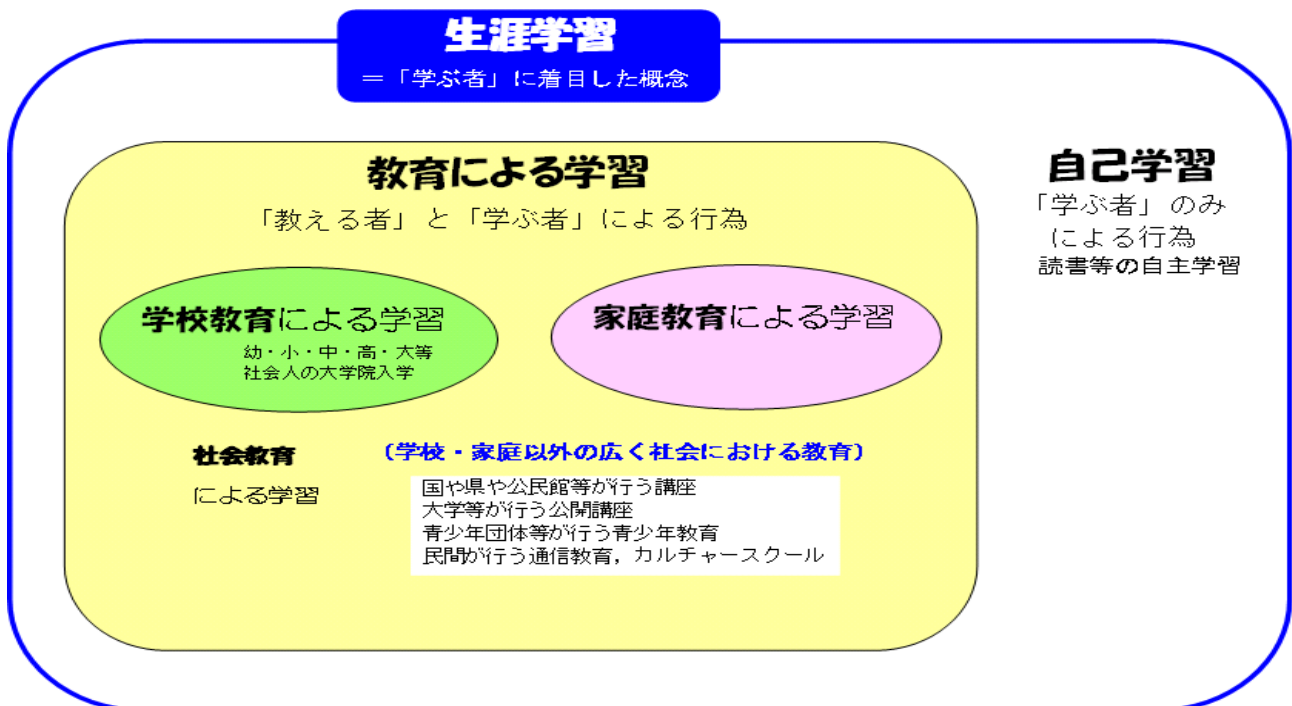 生涯学習
＝「学ぶ者」に着目した概念
教育による学習
「教える者」と「学ぶ者」による行為
自己学習
「学ぶ者」のみ
による行為
読書等の自主学習
学校教育による学習
幼・小・中・高・大等
社会人の大学院入学
家庭教育による学習
社会教育
による学習
（学校・家庭以外の広く社会における教育）
国や県や公民館等が行う講座
大学等が行う公開講座
青少年団体等が行う青少年教育
民間が行う通信教育，カルチャースクール